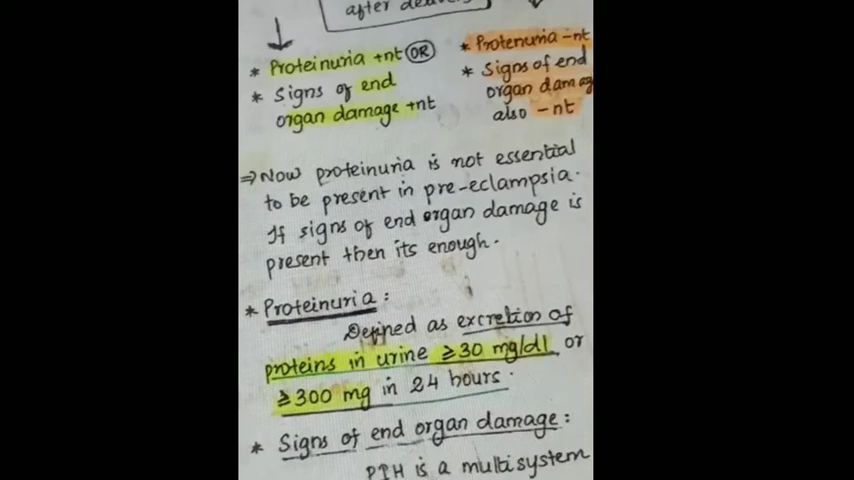 after
* Proteinuria +nt OR
* Signs of end
organ damage +nt
* Protenuria -nt
* Signs of end
organ damag
also -nt
⇒ Now proteinuria is not essential
to be present in pre-eclampsia.
If signs of end organ damage is
present then its enough.
* Proteinuria :
Defined as excretion of
proteins in urine ≥30 mg/dl or
≥300 mg in 24 hours.
* Signs of end organ damage :
PIH is a multisystem